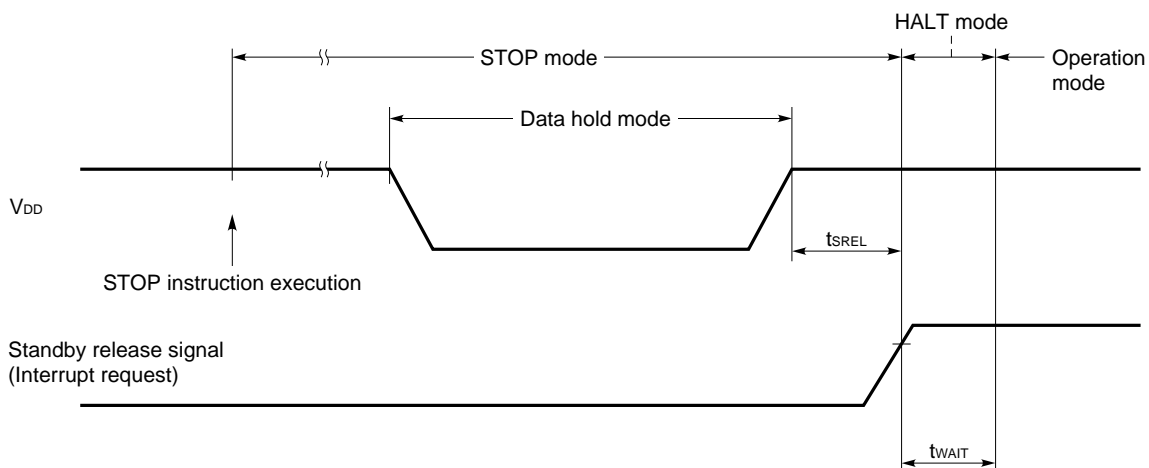 HALT mode
STOP mode
Operation
mode
Data hold mode
VDD
tSREL
STOP instruction execution
Standby release signal
(Interrupt request)
tWAIT